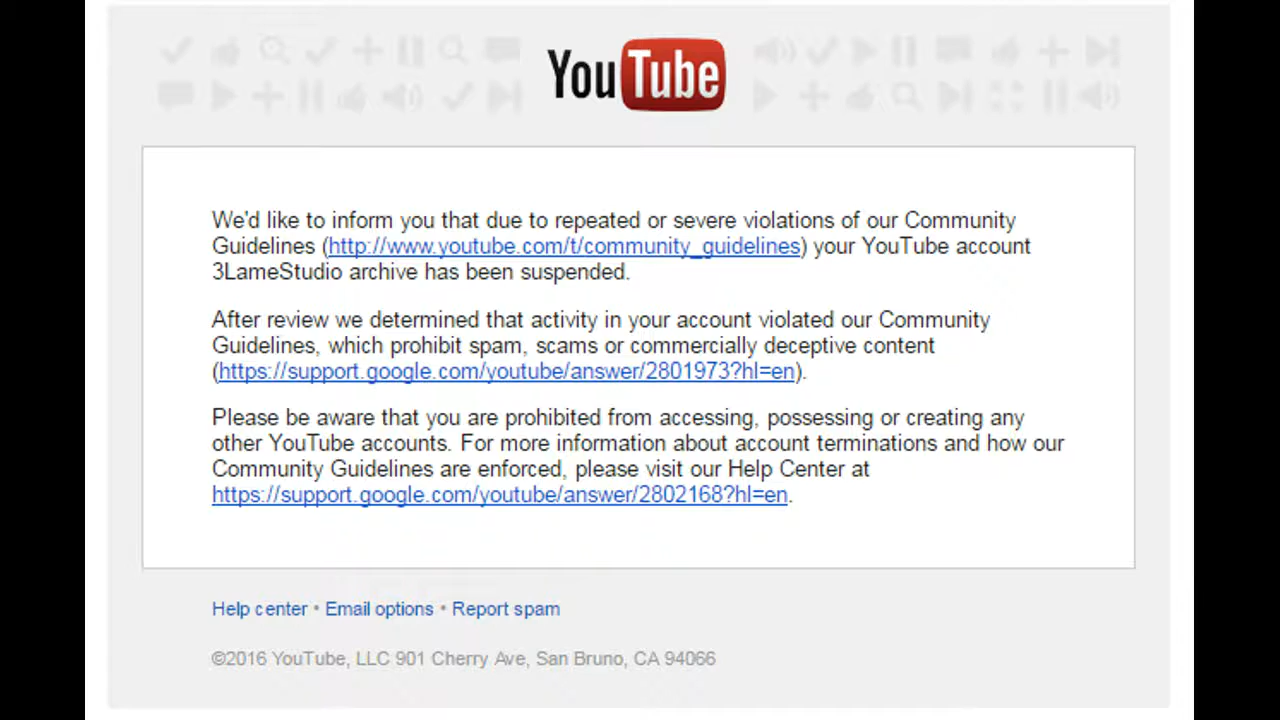 YouTube
We'd like to inform you that due to repeated or severe violations of our Community
Guidelines (http://www.youtube.com/t/community_guidelines) your YouTube account
3LameStudio archive has been suspended.
After review we determined that activity in your account violated our Community
Guidelines, which prohibit spam, scams or commercially deceptive content
(https://support.google.com/youtube/answer/2801973?hl=en).
Please be aware that you are prohibited from accessing, possessing or creating any
other YouTube accounts. For more information about account terminations and how our
Community Guidelines are enforced, please visit our Help Center at
https://support.google.com/youtube/answer/2802168?hl=en.
Help center • Email options • Report spam
©2016 YouTube, LLC 901 Cherry Ave, San Bruno, CA 94066